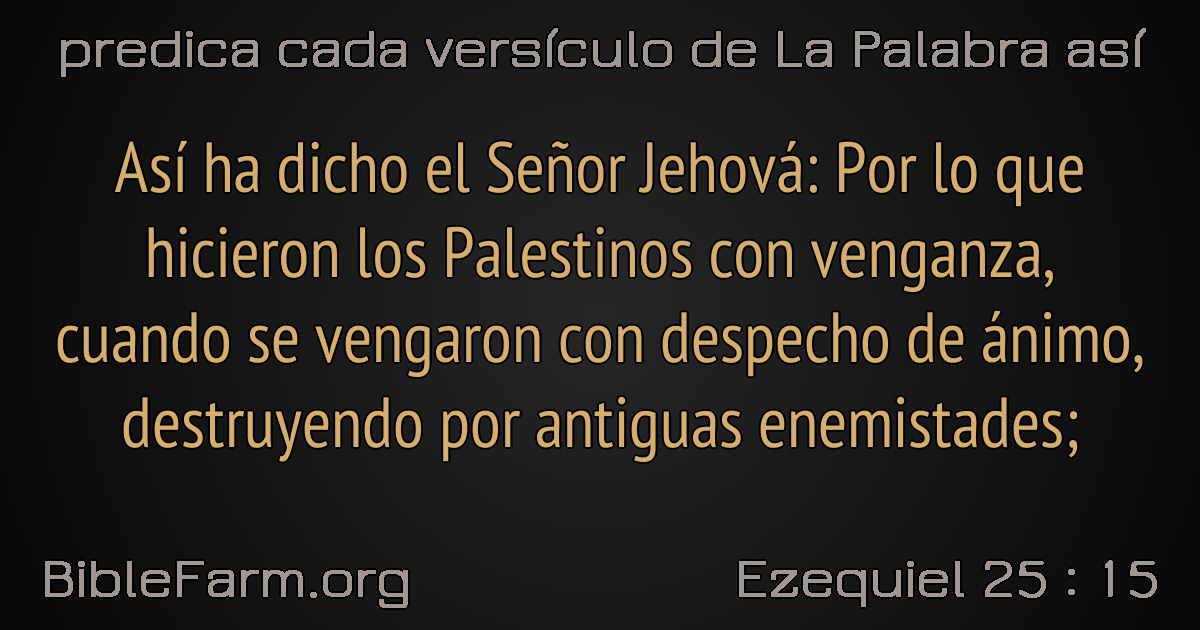 predica cada versículo de La Palabra así
Así ha dicho el Señor Jehová: Por lo que
hicieron los Palestinos con venganza,
cuando se vengaron con despecho de ánimo,
destruyendo por antiguas enemistades;
BibleFarm.org
Ezequiel 25 : 15